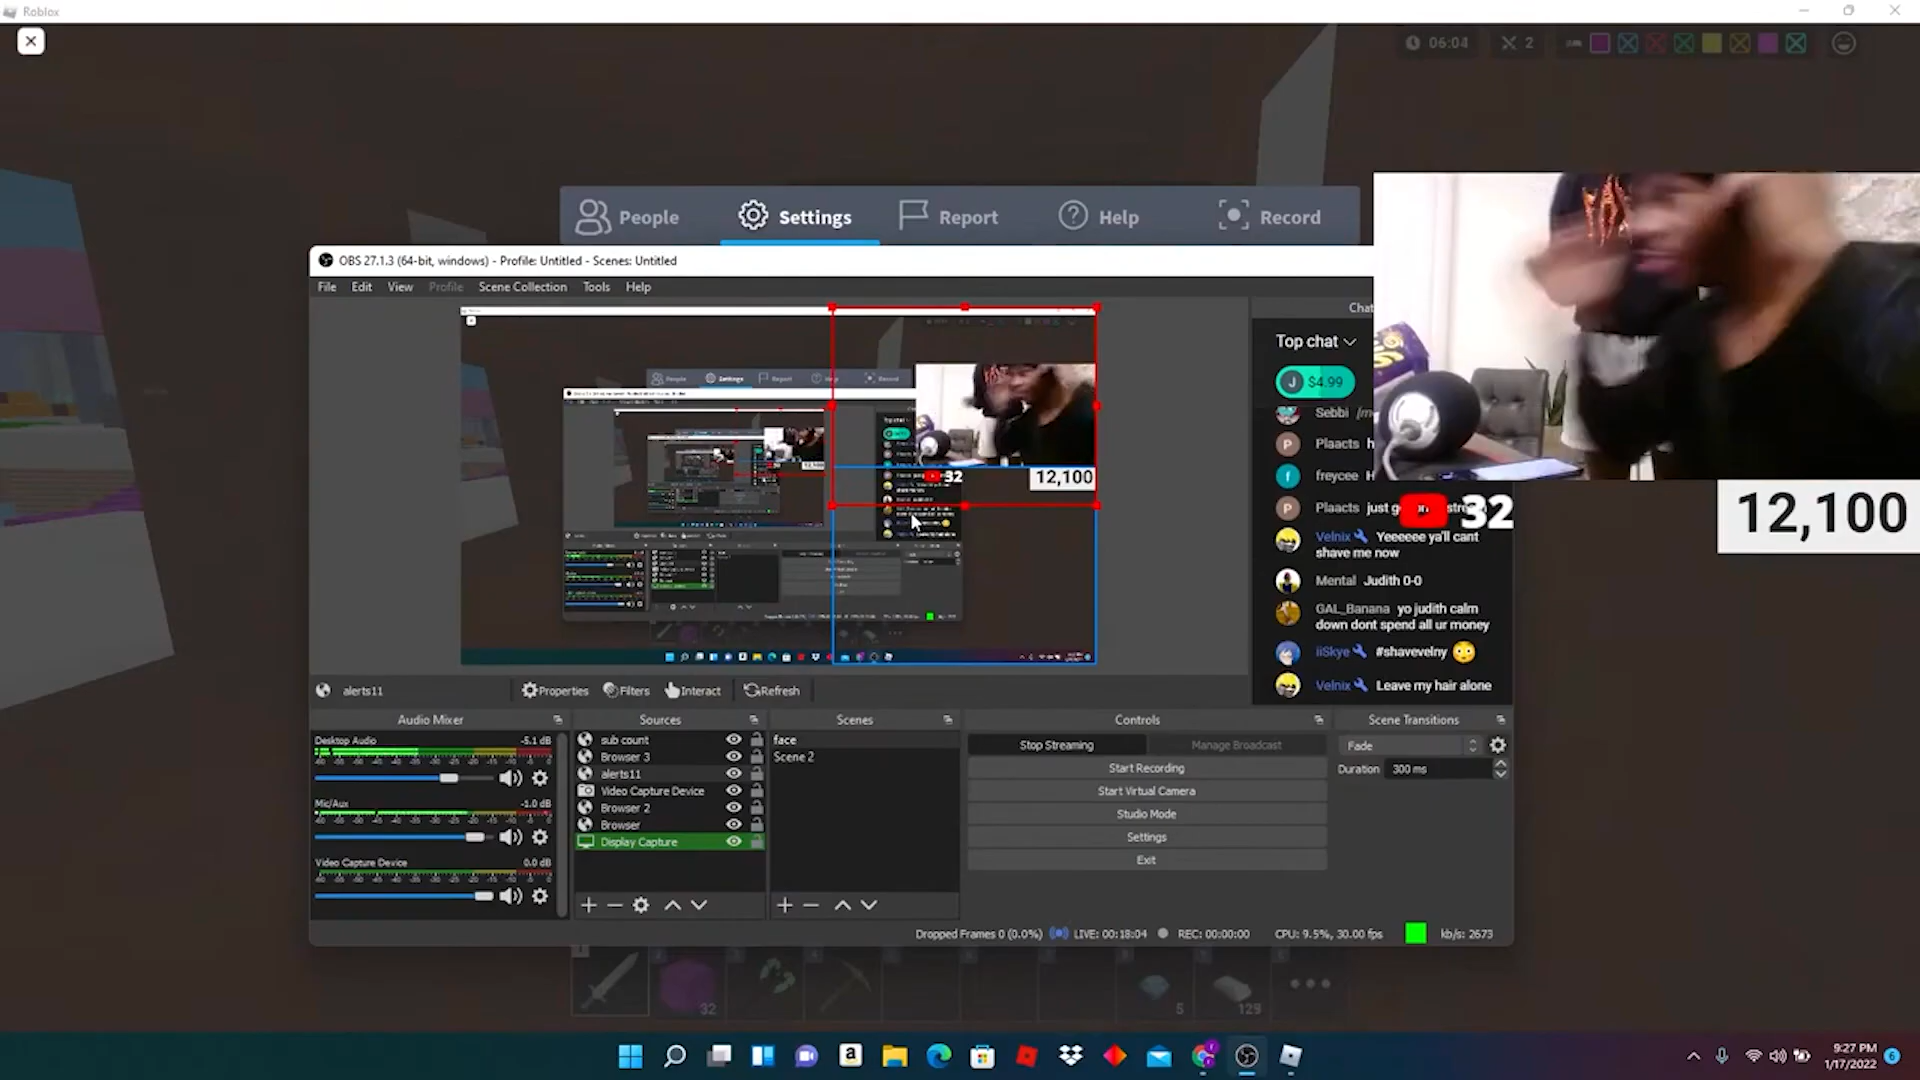 Roblox
06:04
2
People
Settings
Report
Help
Record
OBS 27.1.3 (64-bit, windows) - Profile: Untitled - Scenes: Untitled
File Edit View Profile Scene Collection Tools Help
Top chat
J $4.99
Sebbi
P Plaacts
f freycee
P Plaacts just
Velnix Yeeeeee ya'll cant
shave me now
Mental Judith 0-0
GAL_Banana yo judith calm
down dont spend all ur money
iiSkye #shavevelny 😳
Velnix Leave my hair alone
32
12,100
32
12,100
alerts11
Properties
Filters
Interact
Refresh
Audio Mixer
Desktop Audio -5.1 dB
Mic/Aux -1.0 dB
Video Capture Device 0.0 dB
Sources
sub count
Browser 3
alerts11
Video Capture Device
Browser 2
Browser
Display Capture
Scenes
face
Scene 2
Controls
Stop Streaming
Manage Broadcast
Start Recording
Start Virtual Camera
Studio Mode
Settings
Exit
Scene Transitions
Fade
Duration 300 ms
Dropped Frames 0 (0.0%) LIVE: 00:18:04 REC: 00:00:00 CPU: 9.5%, 30.00 fps kb/s: 2673
32
5
129
9:27 PM
1/17/2022
6